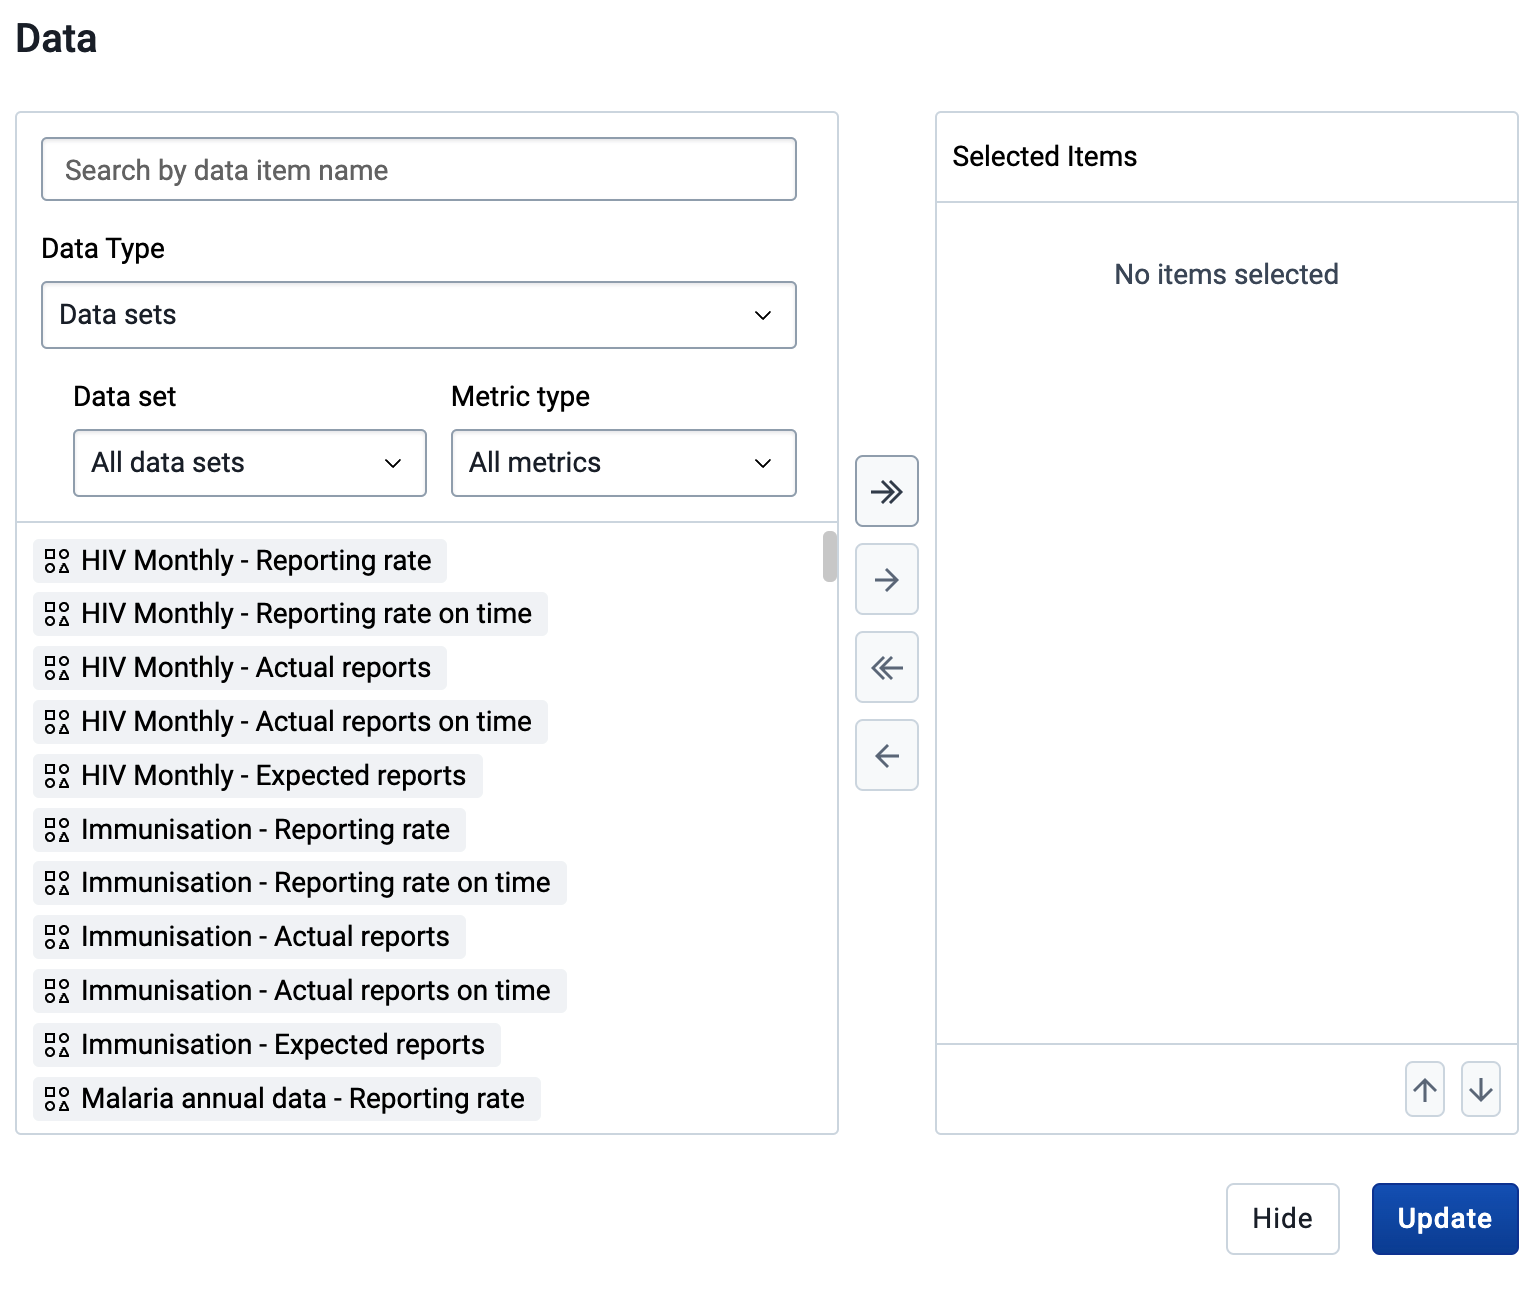 Data
Search by data item name
Data Type
Data sets
Data set
Metric type
All data sets
All metrics
HIV Monthly - Reporting rate
HIV Monthly - Reporting rate on time
HIV Monthly - Actual reports
HIV Monthly - Actual reports on time
HIV Monthly - Expected reports
Immunisation - Reporting rate
Immunisation - Reporting rate on time
Immunisation - Actual reports
Immunisation - Actual reports on time
Immunisation - Expected reports
Malaria annual data - Reporting rate
Selected Items
No items selected
Hide
Update